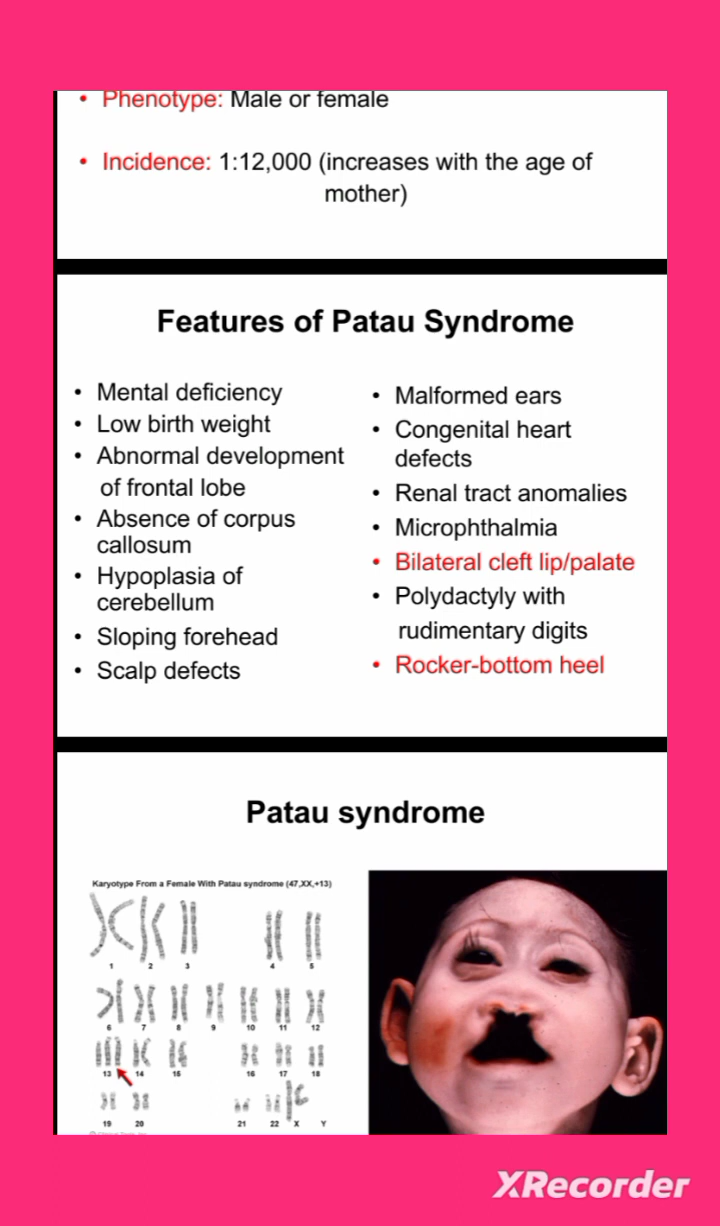 • Phenotype: Male or female
• Incidence: 1:12,000 (increases with the age of
mother)
Features of Patau Syndrome
• Mental deficiency
• Low birth weight
• Abnormal development
of frontal lobe
• Absence of corpus
callosum
• Hypoplasia of
cerebellum
• Sloping forehead
• Scalp defects
• Malformed ears
• Congenital heart
defects
• Renal tract anomalies
• Microphthalmia
• Bilateral cleft lip/palate
• Polydactyly with
rudimentary digits
• Rocker-bottom heel
Patau syndrome
Karyotype From a Female With Patau syndrome (47,XX,+13)
1 2 3 4 5
6 7 8 9 10 11 12
13 14 15 16 17 18
19 20 21 22 X Y
XRecorder